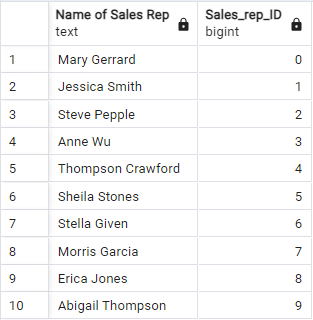 Name of Sales Rep Sales_rep_ID
text bigint
1 Mary Gerrard 0
2 Jessica Smith 1
3 Steve Pepple 2
4 Anne Wu 3
5 Thompson Crawford 4
6 Sheila Stones 5
7 Stella Given 6
8 Morris Garcia 7
9 Erica Jones 8
10 Abigail Thompson 9